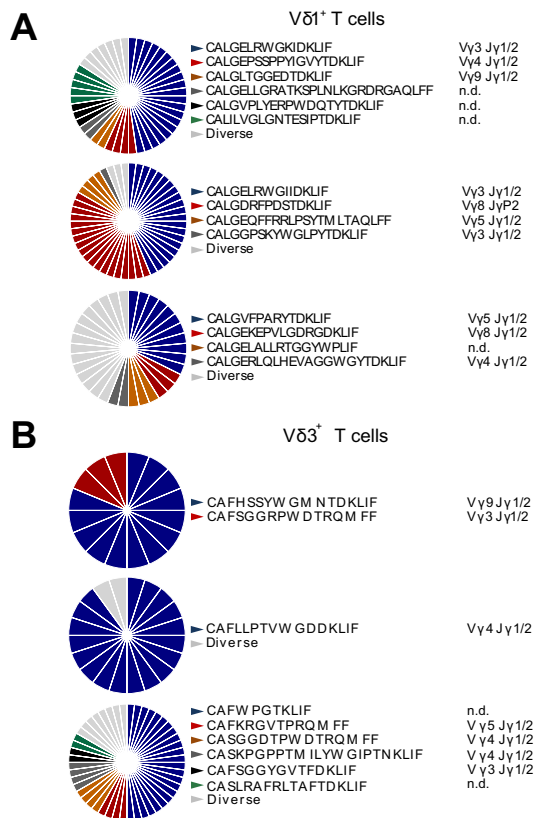 A
Vδ1+ T cells
CALGELRWGKIDKLIF Vγ3 Jγ1/2
CALGEPSSPPYIGVYTDKLIF Vγ4 Jγ1/2
CALGLTGGEDTDKLIF Vγ9 Jγ1/2
CALGELLGRATKSPLNLKGRDRGAQLFF n.d.
CALGVPLYERPWDQTYTDKLIF n.d.
CALILVGLGNTESIPTDKLIF n.d.
Diverse
CALGELRWGIIDKLIF Vγ3 Jγ1/2
CALGDRFPDSTDKLIF Vγ8 JγP2
CALGEQFFRRLPSYTMLTAQLFF Vγ5 Jγ1/2
CALGGPSKYWGLPYTDKLIF Vγ3 Jγ1/2
Diverse
CALGVFPARYTDKLIF Vγ5 Jγ1/2
CALGEKEPVLGDRGDKLIF Vγ8 Jγ1/2
CALGELALLRTGGYWPLIF n.d.
CALGERLQLHEVAGGWGYTDKLIF Vγ4 Jγ1/2
Diverse
B
Vδ3+ T cells
CAFHSSYWGMNTDKLIF Vγ9 Jγ1/2
CAFSGGRPWDTRQMFF Vγ3 Jγ1/2
CAFLLPTVWGDDKLIF Vγ4 Jγ1/2
Diverse
CAFWPGTKLIF n.d.
CAFKRGVTPRQMFF Vγ5 Jγ1/2
CASGGDTPWDTRQMFF Vγ4 Jγ1/2
CASKPGPPTMILYWGIPTNKLIF Vγ4 Jγ1/2
CAFSGGYGVTFDKLIF Vγ3 Jγ1/2
CASLRAFRLTAFTDKLIF n.d.
Diverse